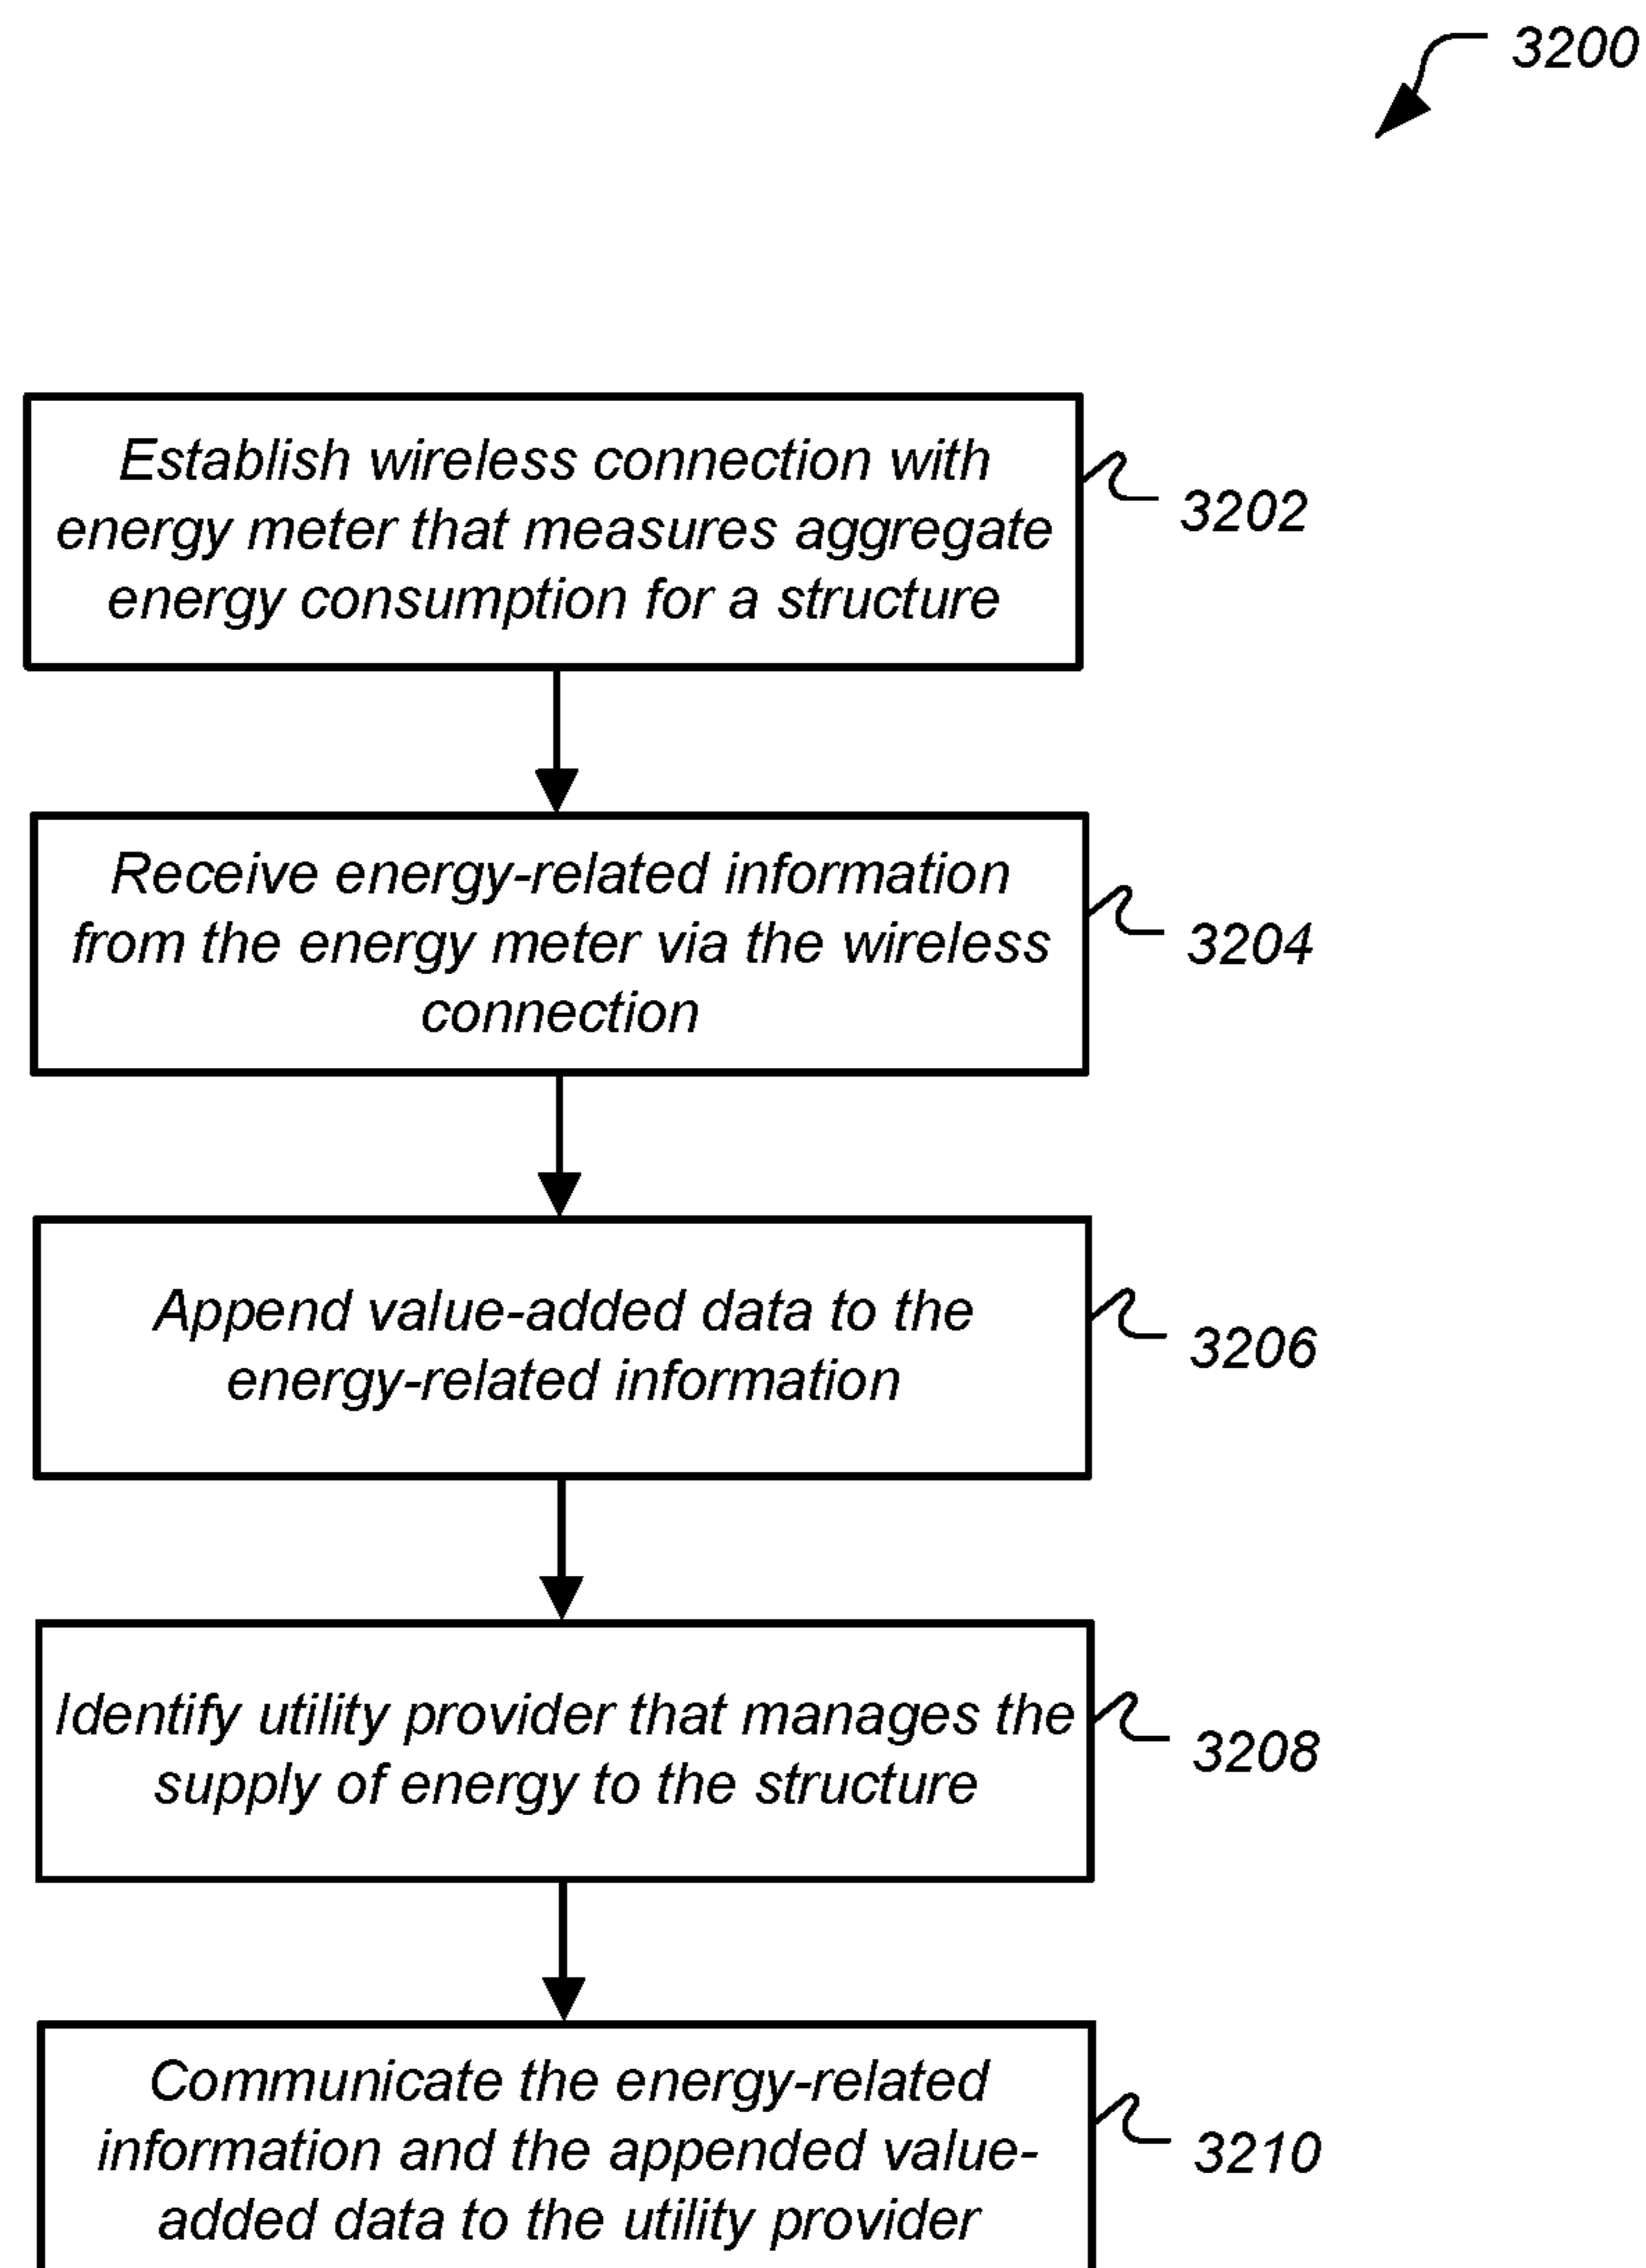 3200
Establish wireless connection with
energy meter that measures aggregate
energy consumption for a structure
3202
Receive energy-related information
from the energy meter via the wireless
connection
3204
Append value-added data to the
energy-related information
3206
Identify utility provider that manages the
supply of energy to the structure
3208
Communicate the energy-related
information and the appended value-
added data to the utility provider
3210